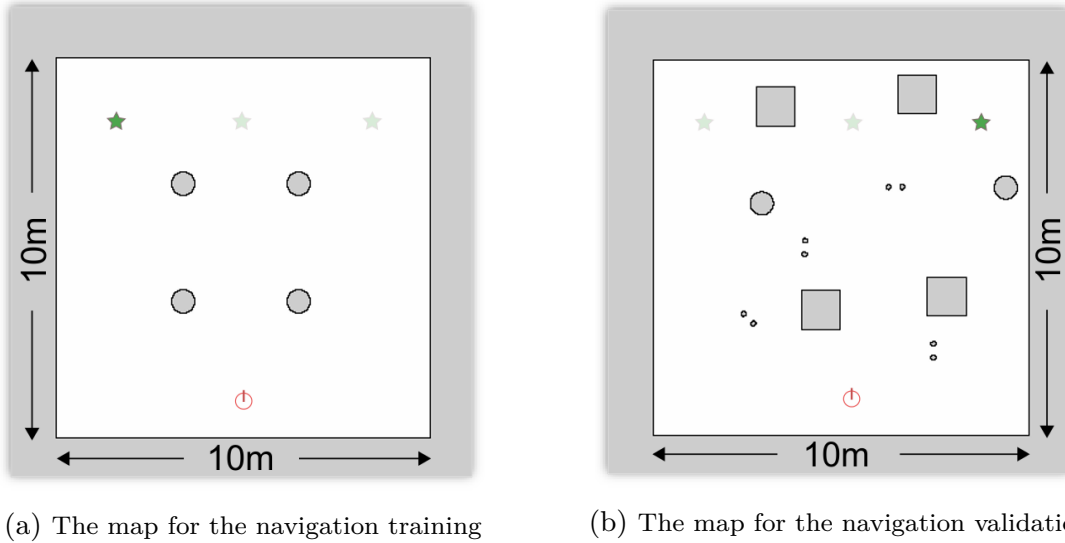 10m
10m
(a) The map for the navigation training
10m
10m
(b) The map for the navigation validatio